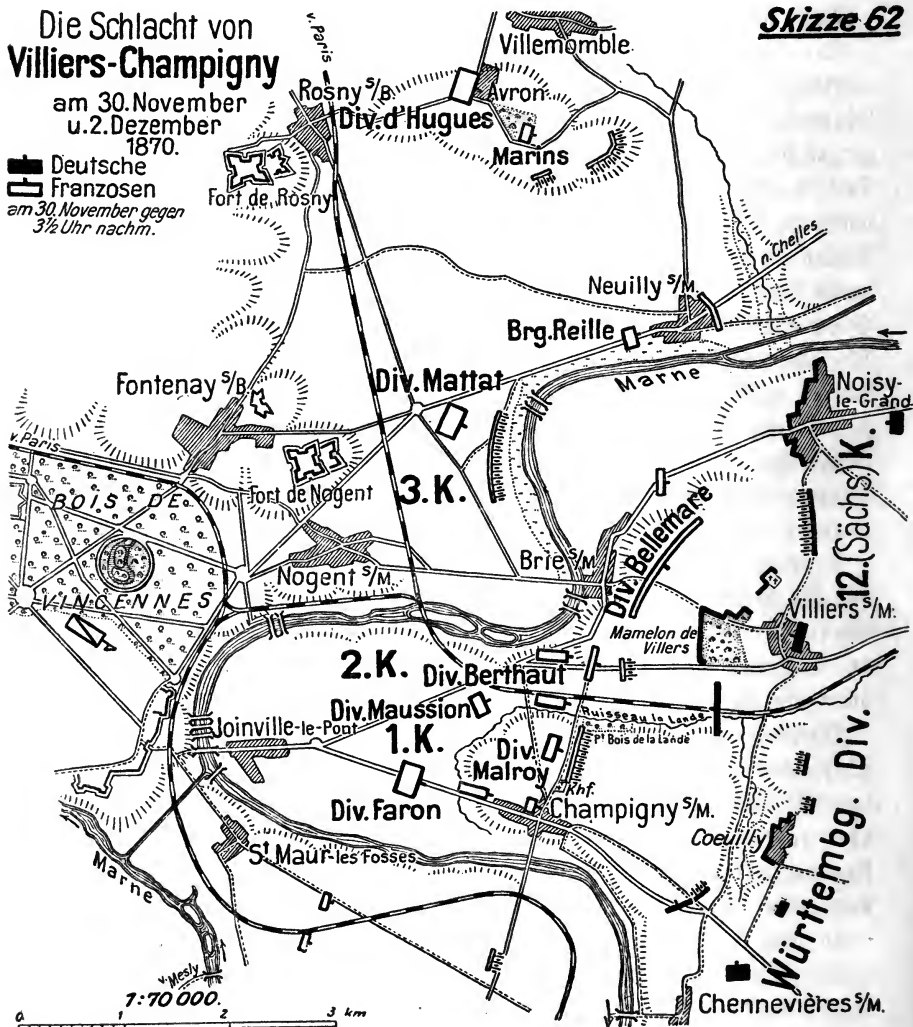 Skizze 62
Die Schlacht von
Villiers-Champigny
am 30. November
u. 2. Dezember
1870.
Deutsche
Franzosen
am 30. November gegen
3½ Uhr nachm.
v. Paris
Villemomble
Rosny s/B
Avron
Div. d'Hugues
Marins
Fort de Rosny
n. Chelles
Neuilly s/M.
Brg. Reille
Marne
Fontenay s/B
Div. Mattat
Noisy-
le-Grand
v. Paris
Fort de Nogent
3. K.
12. (Sächs.) K.
BOIS DE
VINCENNES
Nogent s/M.
Brie s/M
Div. Bellemare
Villiers s/M.
Mamelon de
Villers
2. K.
Div. Berthaut
Div. Maussion
Ruisseau la Lande
Pt Bois de la Lande
Joinville-le-Pont
1. K.
Div.
Malroy
Khf.
Div. Faron
Champigny s/M.
Coeuilly
Württembg. Div.
St Maur-les Fosses
Marne
v. Mesly
Chennevières s/M.
1:70 000.
0 1 2 3 km